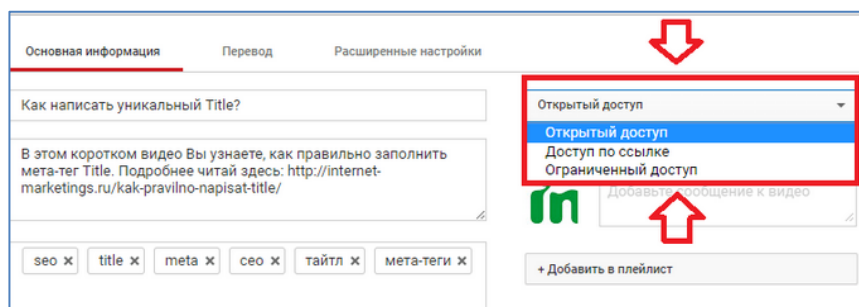 Основная информация
Перевод
Расширенные настройки
Как написать уникальный Title?
Открытый доступ
Открытый доступ
Доступ по ссылке
Ограниченный доступ
В этом коротком видео Вы узнаете, как правильно заполнить
мета-тег Title. Подробнее читай здесь: http://internet-
marketings.ru/kak-pravilno-napisat-title/
in
Добавьте сообщение к видео
seo x
title x
meta x
сео x
тайтл x
мета-теги x
+ Добавить в плейлист